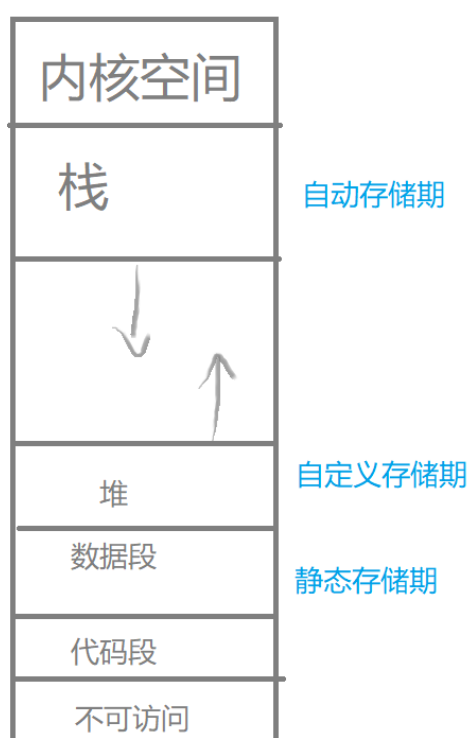 内核空间
栈
自动存储期
堆
自定义存储期
数据段
静态存储期
代码段
不可访问